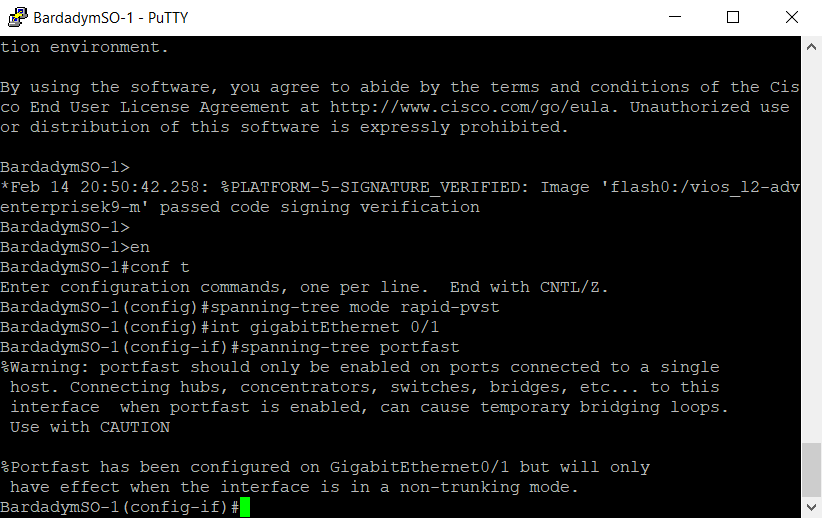 BardadymSO-1 - PuTTY
tion environment.
By using the software, you agree to abide by the terms and conditions of the Cis
co End User License Agreement at http://www.cisco.com/go/eula. Unauthorized use
or distribution of this software is expressly prohibited.
BardadymSO-1>
*Feb 14 20:50:42.258: %PLATFORM-5-SIGNATURE_VERIFIED: Image 'flash0:/vios_l2-adv
enterprisek9-m' passed code signing verification
BardadymSO-1>
BardadymSO-1>en
BardadymSO-1#conf t
Enter configuration commands, one per line.  End with CNTL/Z.
BardadymSO-1(config)#spanning-tree mode rapid-pvst
BardadymSO-1(config)#int gigabitEthernet 0/1
BardadymSO-1(config-if)#spanning-tree portfast
%Warning: portfast should only be enabled on ports connected to a single
 host. Connecting hubs, concentrators, switches, bridges, etc... to this
 interface  when portfast is enabled, can cause temporary bridging loops.
 Use with CAUTION
%Portfast has been configured on GigabitEthernet0/1 but will only
 have effect when the interface is in a non-trunking mode.
BardadymSO-1(config-if)#